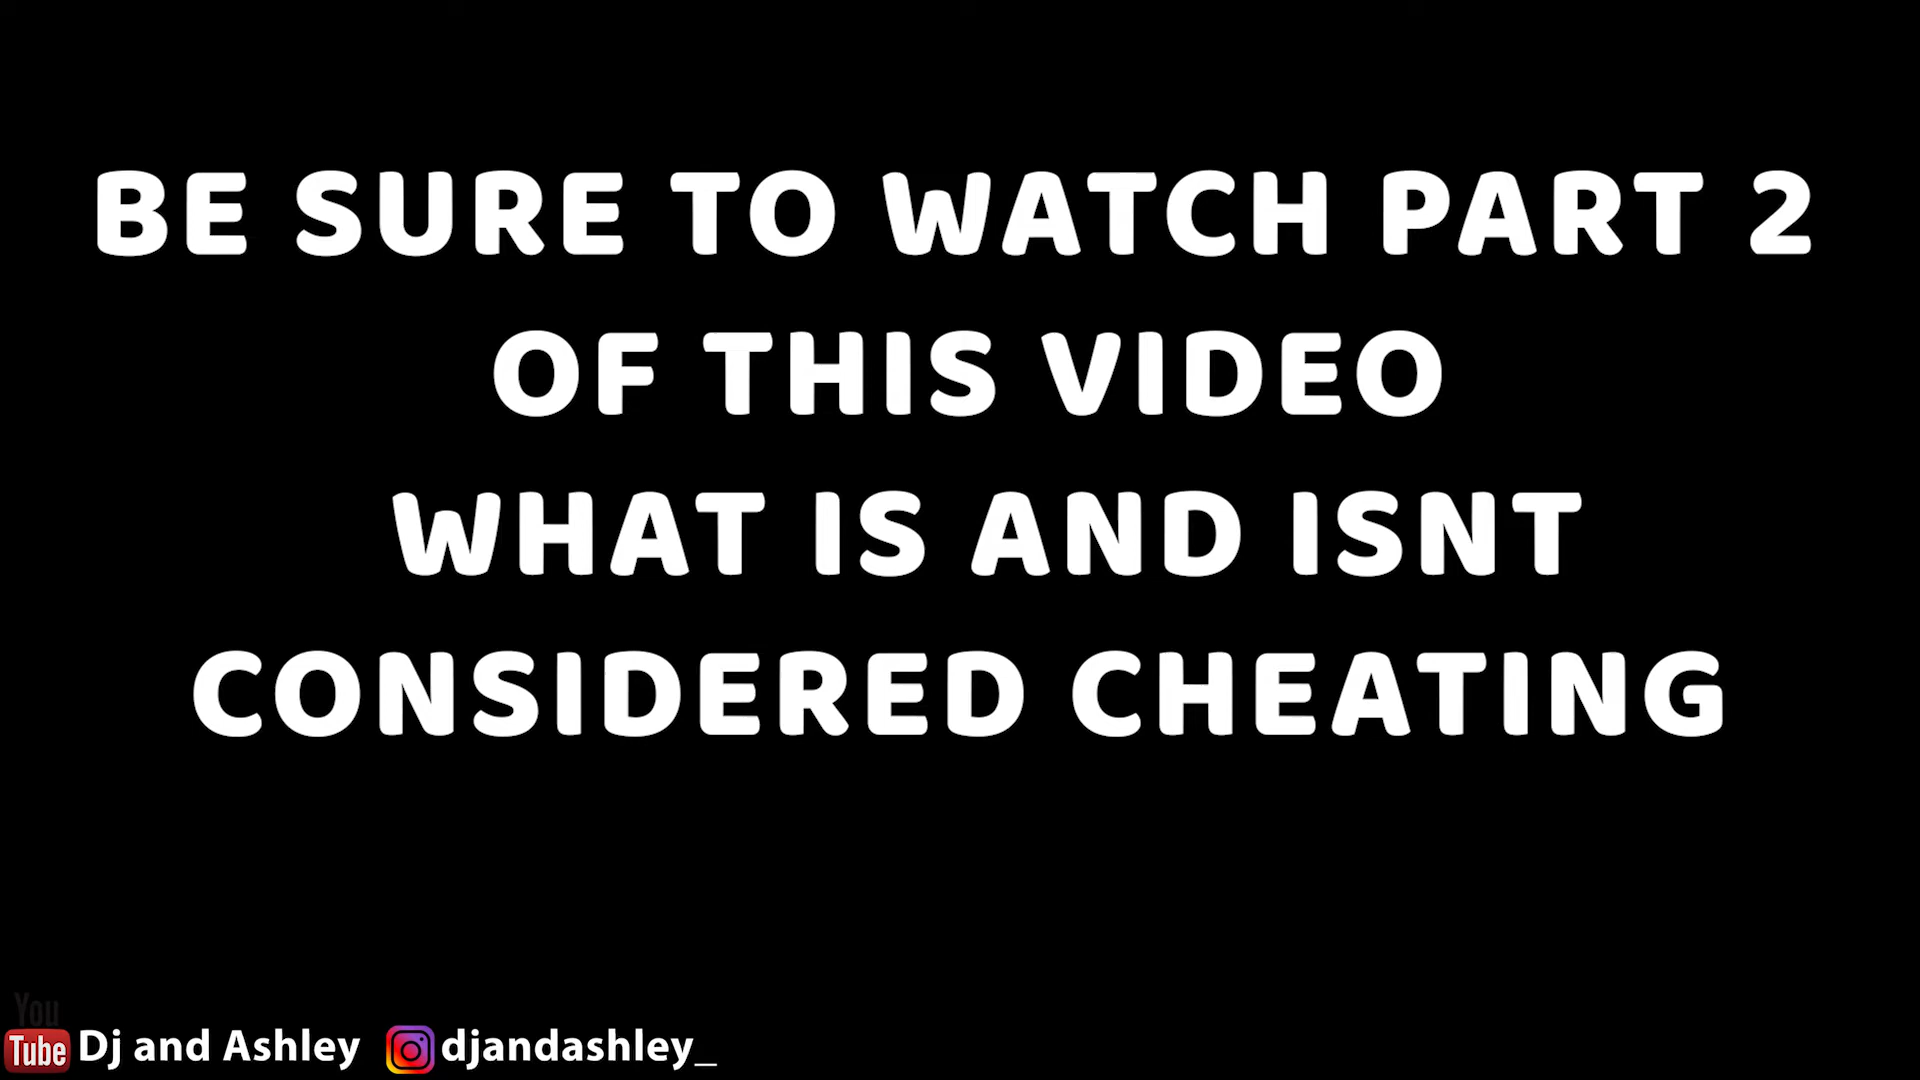 BE SURE TO WATCH PART 2
OF THIS VIDEO
WHAT IS AND ISNT
CONSIDERED CHEATING
You
Tube Dj and Ashley djandashley_